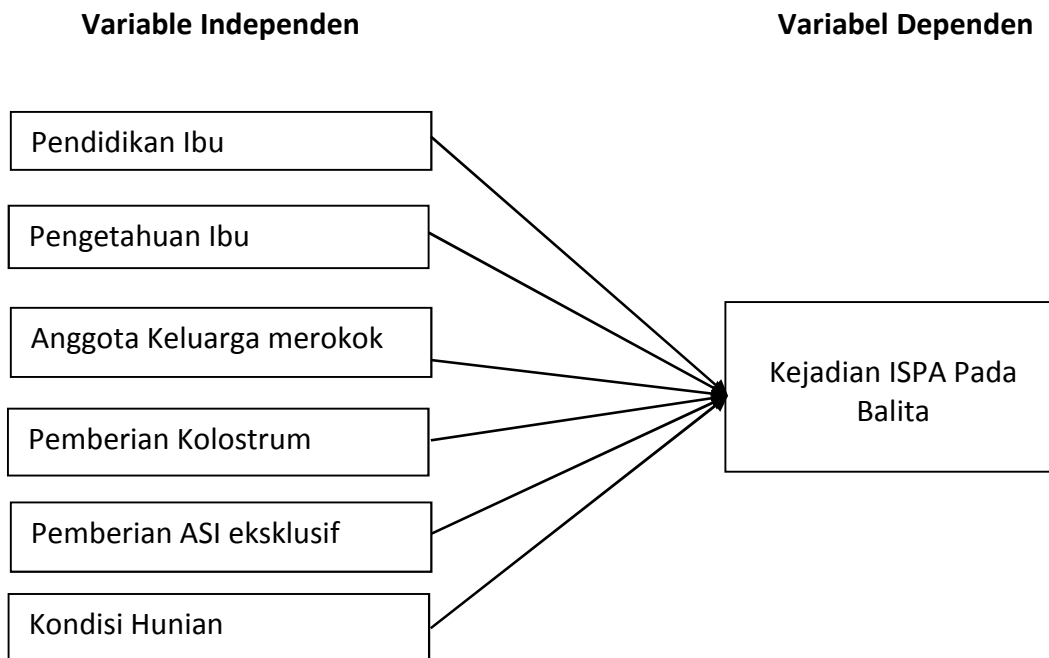 Variable Independen
Variabel Dependen
Pendidikan Ibu
Pengetahuan Ibu
Anggota Keluarga merokok
Pemberian Kolostrum
Pemberian ASI eksklusif
Kondisi Hunian
Kejadian ISPA Pada
Balita